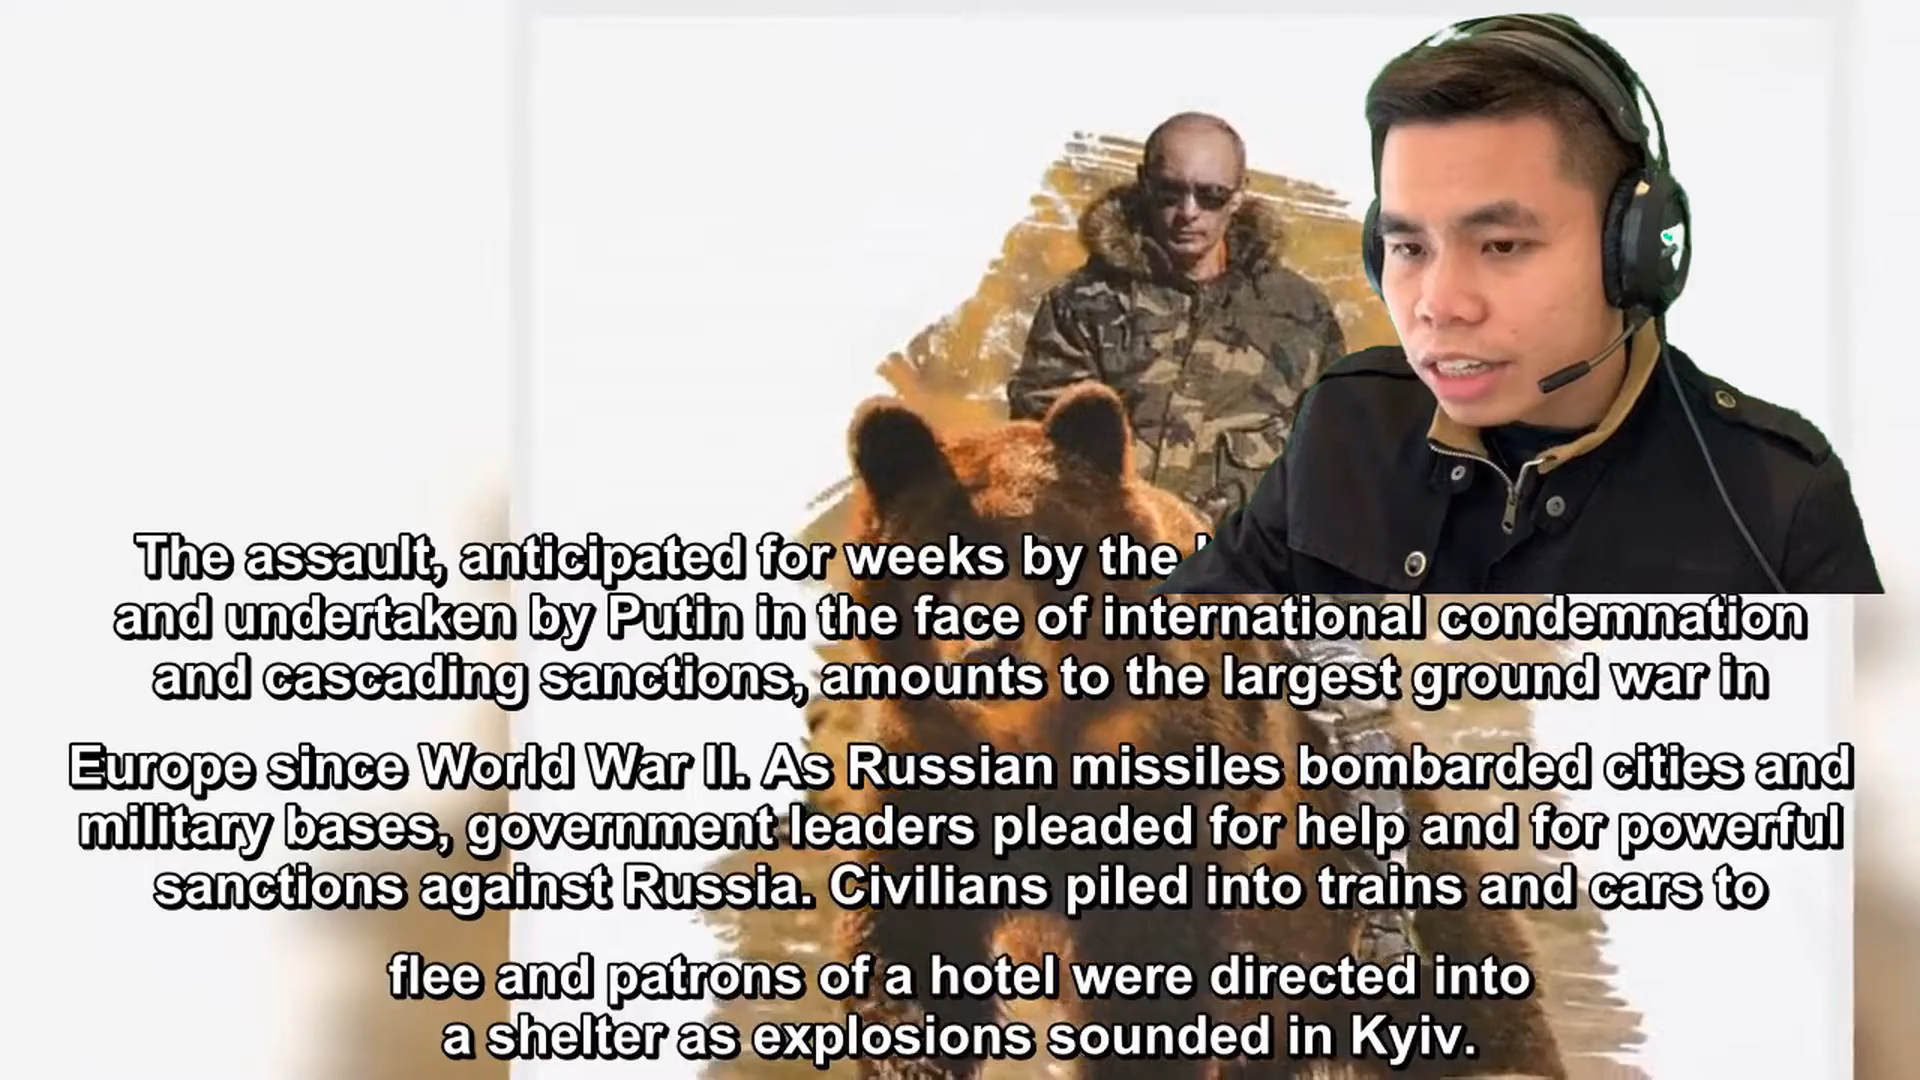 The assault, anticipated for weeks by the
and undertaken by Putin in the face of international condemnation
and cascading sanctions, amounts to the largest ground war in
Europe since World War II. As Russian missiles bombarded cities and
military bases, government leaders pleaded for help and for powerful
sanctions against Russia. Civilians piled into trains and cars to
flee and patrons of a hotel were directed into
a shelter as explosions sounded in Kyiv.